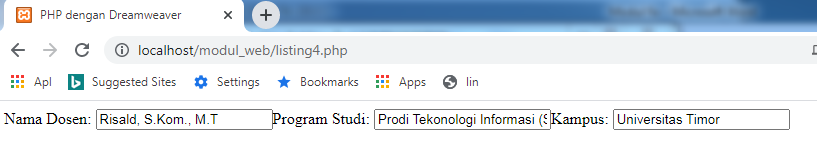 PHP dengan Dreamweaver
localhost/modul_web/listing4.php
Apl Suggested Sites Settings Bookmarks Apps lin
Nama Dosen: Risald, S.Kom., M.T Program Studi: Prodi Tekonologi Informasi (S Kampus: Universitas Timor